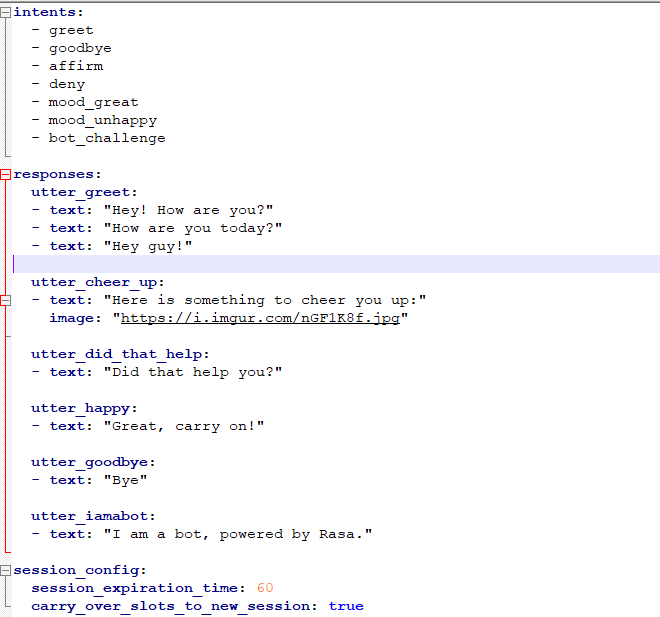 intents:
  - greet
  - goodbye
  - affirm
  - deny
  - mood_great
  - mood_unhappy
  - bot_challenge

responses:
  utter_greet:
  - text: "Hey! How are you?"
  - text: "How are you today?"
  - text: "Hey guy!"

  utter_cheer_up:
  - text: "Here is something to cheer you up:"
    image: "https://i.imgur.com/nGF1K8f.jpg"

  utter_did_that_help:
  - text: "Did that help you?"

  utter_happy:
  - text: "Great, carry on!"

  utter_goodbye:
  - text: "Bye"

  utter_iamabot:
  - text: "I am a bot, powered by Rasa."

session_config:
  session_expiration_time: 60
  carry_over_slots_to_new_session: true